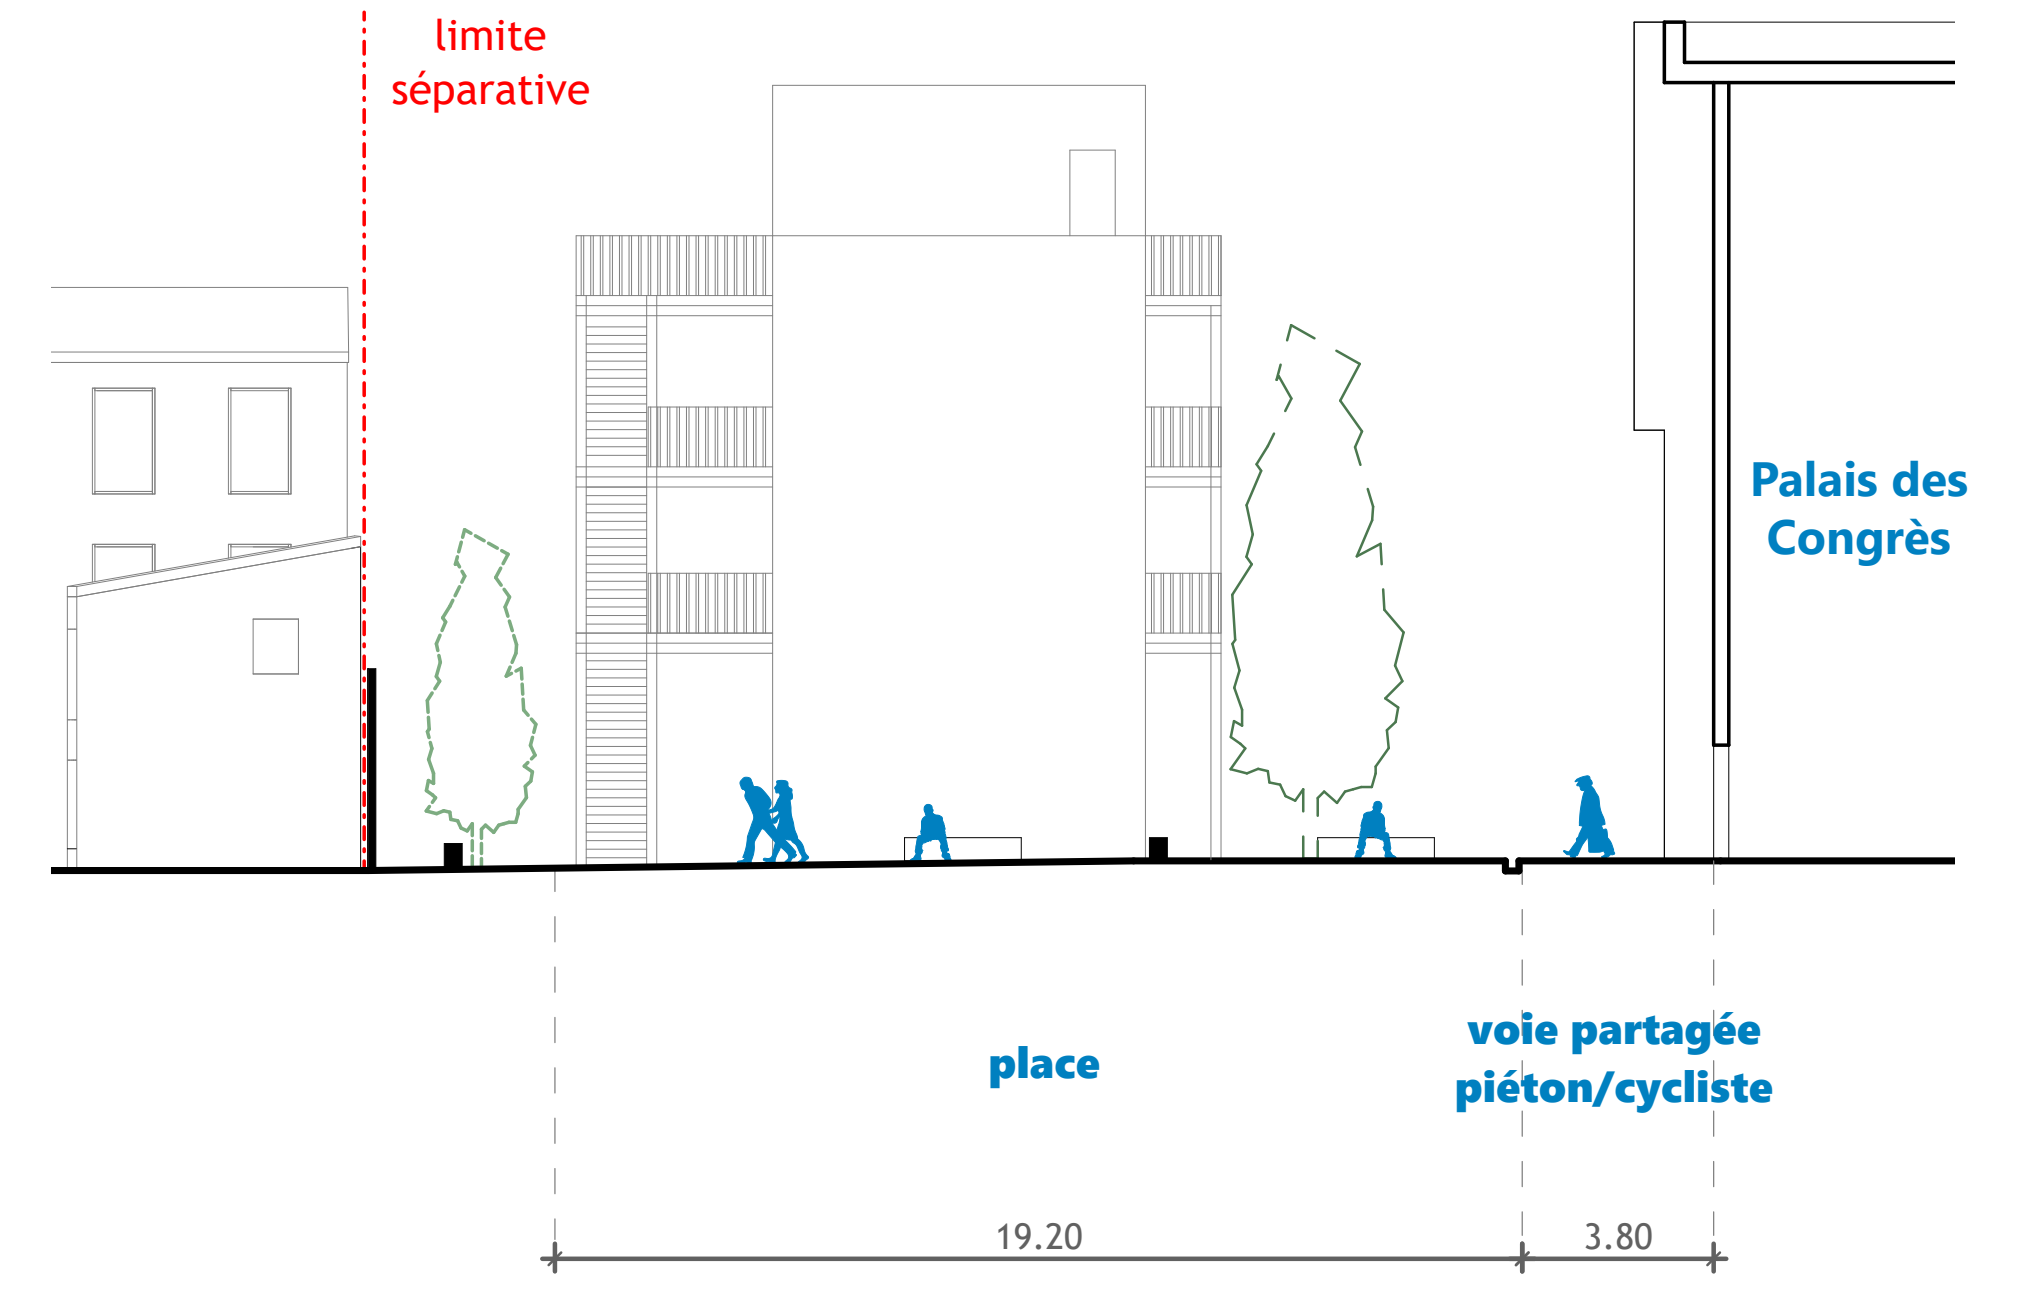 limite
séparative
Palais des
Congrès
place
voie partagée
piéton/cycliste
19.20
3.80